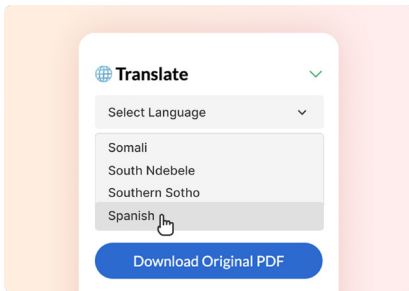 Translate
Select Language
Somali
South Ndebele
Southern Sotho
Spanish
Download Original PDF